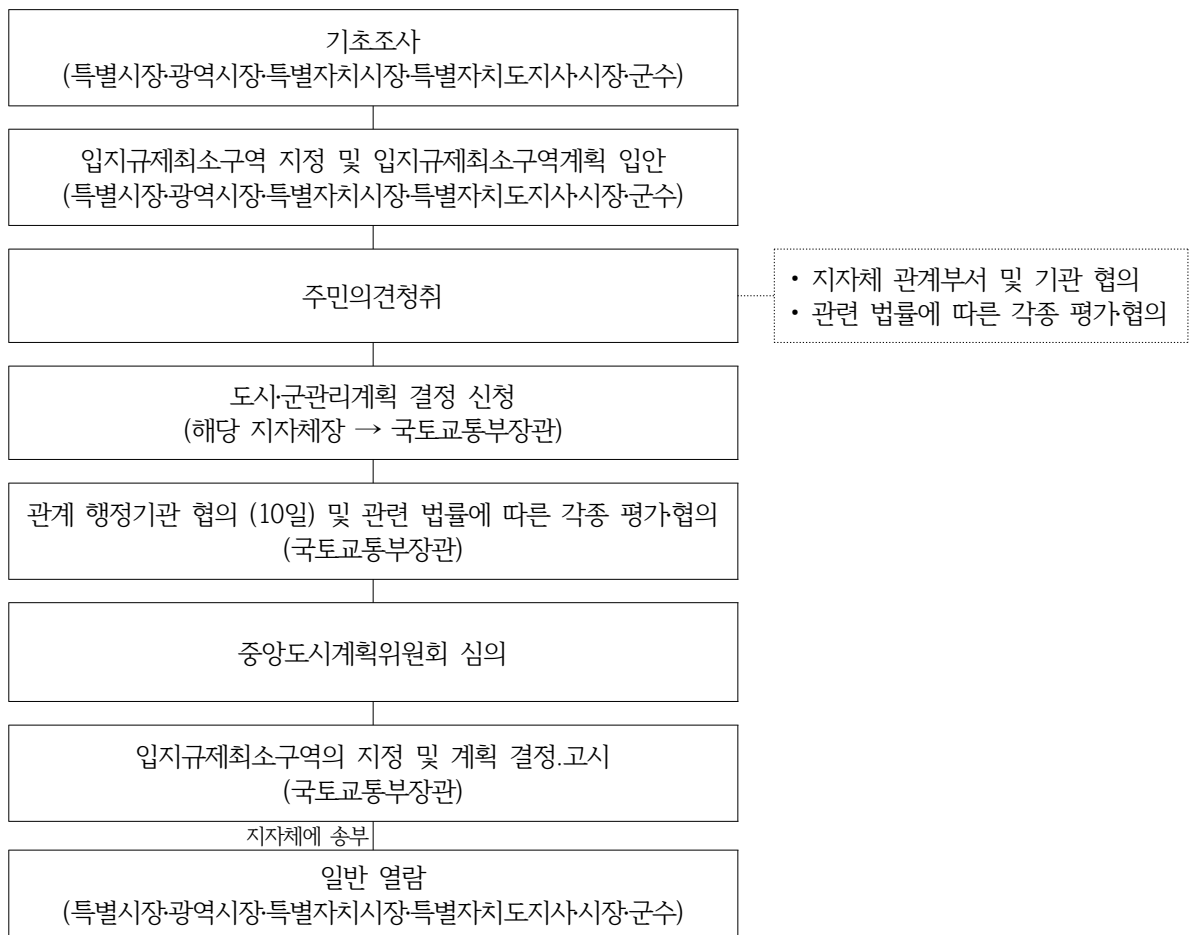 기초조사
(특별시장·광역시장·특별자치시장·특별자치도지사·시장·군수)
입지규제최소구역 지정 및 입지규제최소구역계획 입안
(특별시장·광역시장·특별자치시장·특별자치도지사·시장·군수)
주민의견청취
• 지자체 관계부서 및 기관 협의
• 관련 법률에 따른 각종 평가·협의
도시·군관리계획 결정 신청
(해당 지자체장 → 국토교통부장관)
관계 행정기관 협의 (10일) 및 관련 법률에 따른 각종 평가·협의
(국토교통부장관)
중앙도시계획위원회 심의
입지규제최소구역의 지정 및 계획 결정.고시
(국토교통부장관)
지자체에 송부
일반 열람
(특별시장·광역시장·특별자치시장·특별자치도지사·시장·군수)